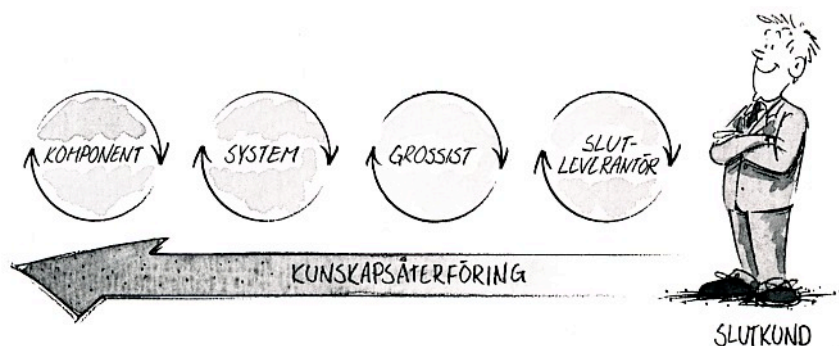 KOMPONENT
SYSTEM
GROSSIST
SLUT-
LEVERANTÖR
KUNSKAPSÅTERFÖRING
SLUTKUND